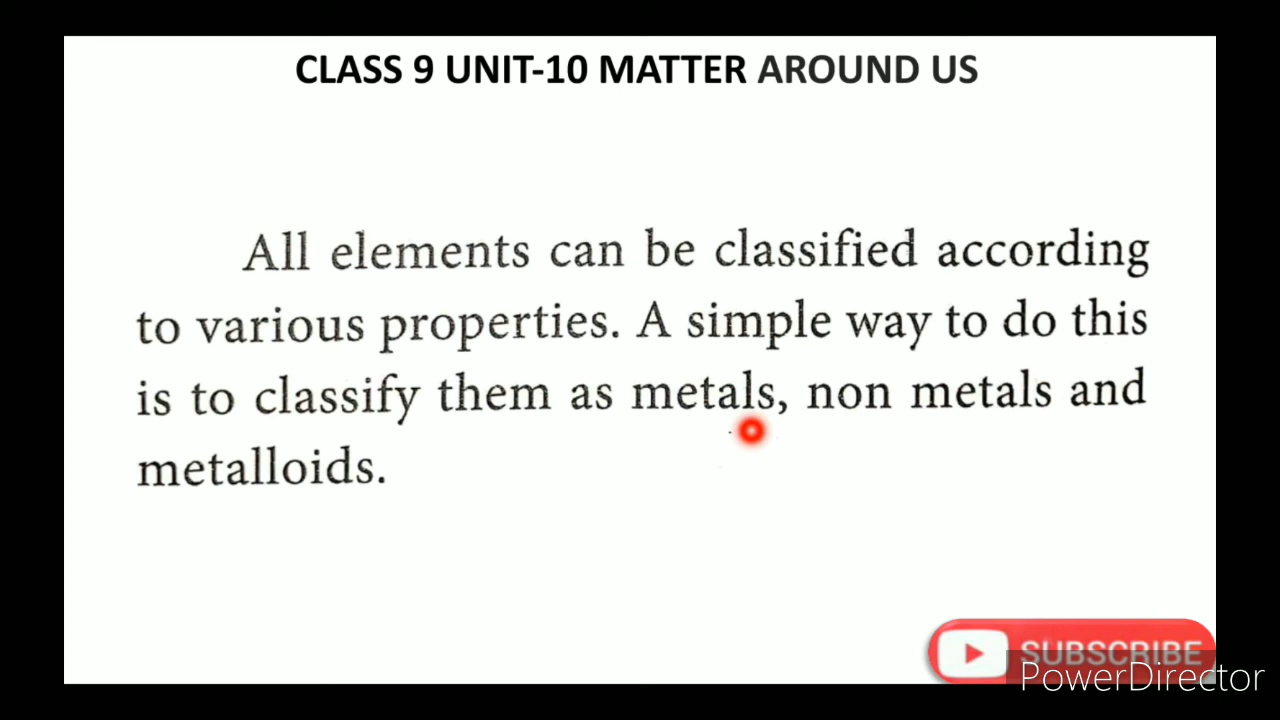 CLASS 9 UNIT-10 MATTER AROUND US
All elements can be classified according
to various properties. A simple way to do this
is to classify them as metals, non metals and
metalloids.
SUBSCRIBE
PowerDirector